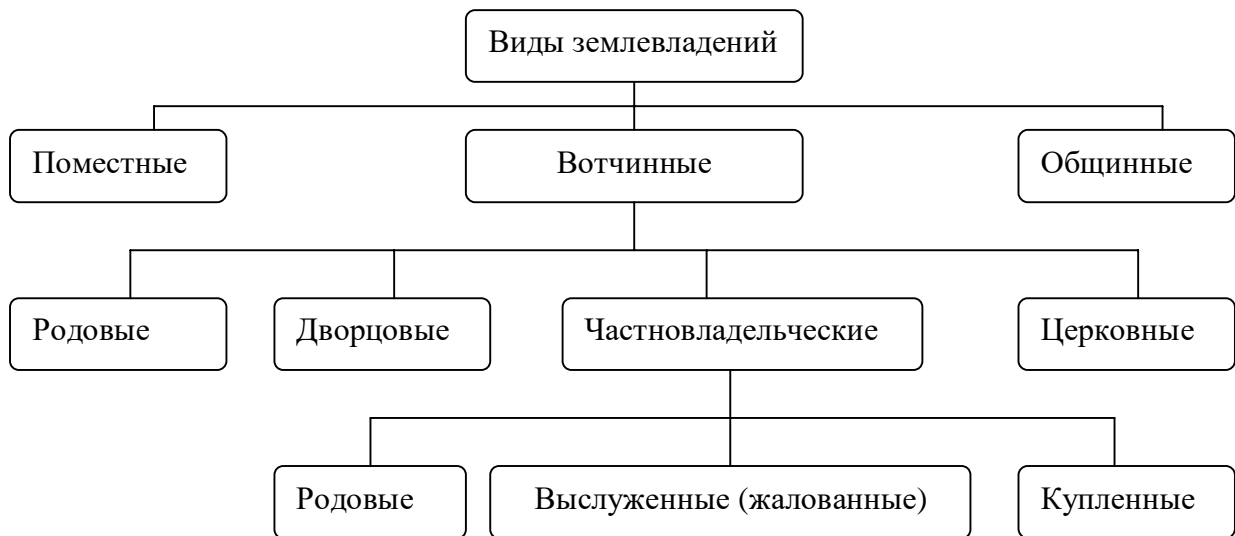 Виды землевладений
Поместные
Вотчинные
Общинные
Родовые
Дворцовые
Частновладельческие
Церковные
Родовые
Выслуженные (жалованные)
Купленные